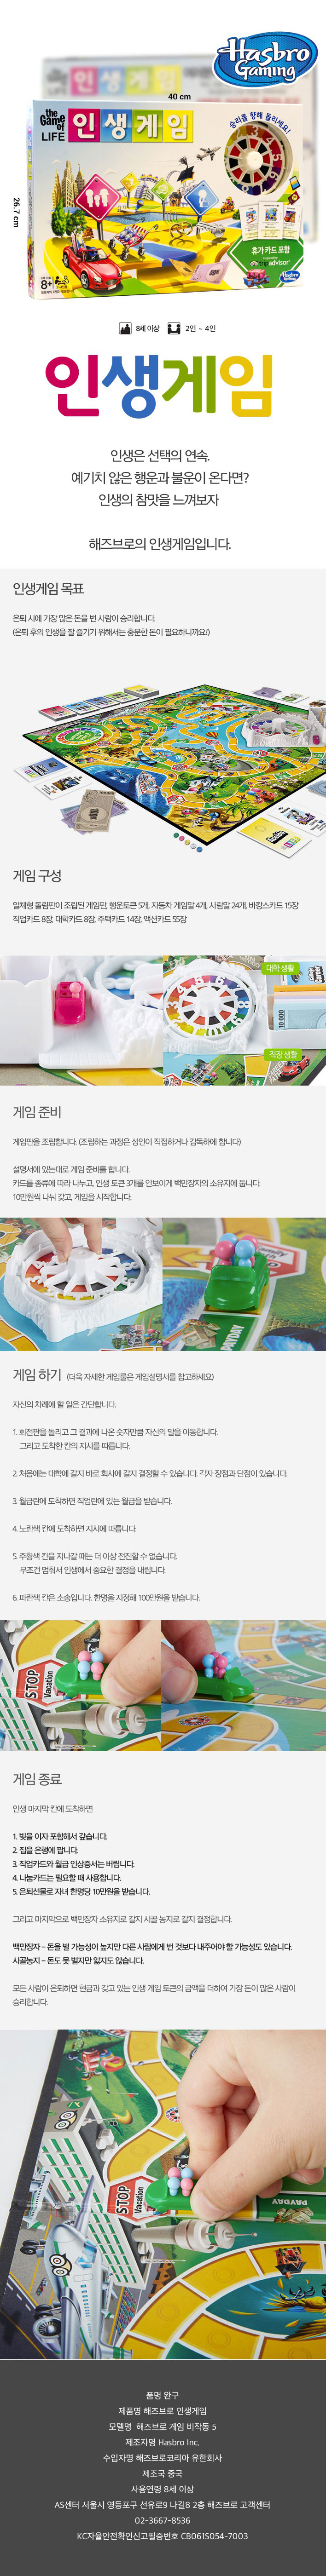 Hasbro
Gaming
40 cm
26.7 cm
the
Game
of
LIFE
인생게임
승리를 향해 돌리세요!
휴가 카드 포함
advisor
8+
Hasbro
Gaming
8세 이상 2인 ~ 4인
인생게임
인생은 선택의 연속.
예기치 않은 행운과 불운이 온다면?
인생의 참맛을 느껴보자
해즈브로의 인생게임입니다.
인생게임 목표
은퇴 시에 가장 많은 돈을 번 사람이 승리합니다.
(은퇴 후의 인생을 잘 즐기기 위해서는 충분한 돈이 필요하니까요!)
게임 구성
일체형 돌림판이 조립된 게임판, 행운토큰 5개, 자동차 게임말 4개, 사람말 24개, 바캉스카드 15장
직업카드 8장, 대학카드 8장, 주택카드 14장, 액션카드 55장
대학 생활
10 000
직장 생활
게임 준비
게임판을 조립합니다. (조립하는 과정은 성인이 직접하거나 감독하에 합니다)
설명서에 있는대로 게임 준비를 합니다.
카드를 종류에 따라 나누고, 인생 토큰 3개를 안보이게 백만장자의 소유지에 둡니다.
10만원씩 나눠 갖고, 게임을 시작합니다.
PAYDAY
게임 하기 (더욱 자세한 게임룰은 게임설명서를 참고하세요)
자신의 차례에 할 일은 간단합니다.
1. 회전판을 돌리고 그 결과에 나온 숫자만큼 자신의 말을 이동합니다.
그리고 도착한 칸의 지시를 따릅니다.
2. 처음에는 대학에 갈지 바로 회사에 갈지 결정할 수 있습니다. 각자 장점과 단점이 있습니다.
3. 월급란에 도착하면 직업란에 있는 월급을 받습니다.
4. 노란색 칸에 도착하면 지시에 따릅니다.
5. 주황색 칸을 지나갈 때는 더 이상 전진할 수 없습니다.
무조건 멈춰서 인생에서 중요한 결정을 내립니다.
6. 파란색 칸은 소송입니다. 한명을 지정해 100만원을 받습니다.
STOP
Vacation
게임 종료
인생 마지막 칸에 도착하면
1. 빚을 이자 포함해서 갚습니다.
2. 집을 은행에 팝니다.
3. 직업카드와 월급 인상증서는 버립니다.
4. 나눔카드는 필요할 때 사용합니다.
5. 은퇴선물로 자녀 한명당 10만원을 받습니다.
그리고 마지막으로 백만장자 소유지로 갈지 시골 농지로 갈지 결정합니다.
백만장자 – 돈을 벌 가능성이 높지만 다른 사람에게 번 것보다 내주어야 할 가능성도 있습니다.
시골농지 – 돈도 못 벌지만 잃지도 않습니다.
모든 사람이 은퇴하면 현금과 갖고 있는 인생 게임 토큰의 금액을 더하여 가장 돈이 많은 사람이
승리합니다.
STOP
Vacation
PAYDAY
품명 완구
제품명 해즈브로 인생게임
모델명 해즈브로 게임 비작동 5
제조자명 Hasbro Inc.
수입자명 해즈브로코리아 유한회사
제조국 중국
사용연령 8세 이상
AS센터 서울시 영등포구 선유로9 나길8 2층 해즈브로 고객센터
02-3667-8536
KC자율안전확인신고필증번호 CB061S054-7003